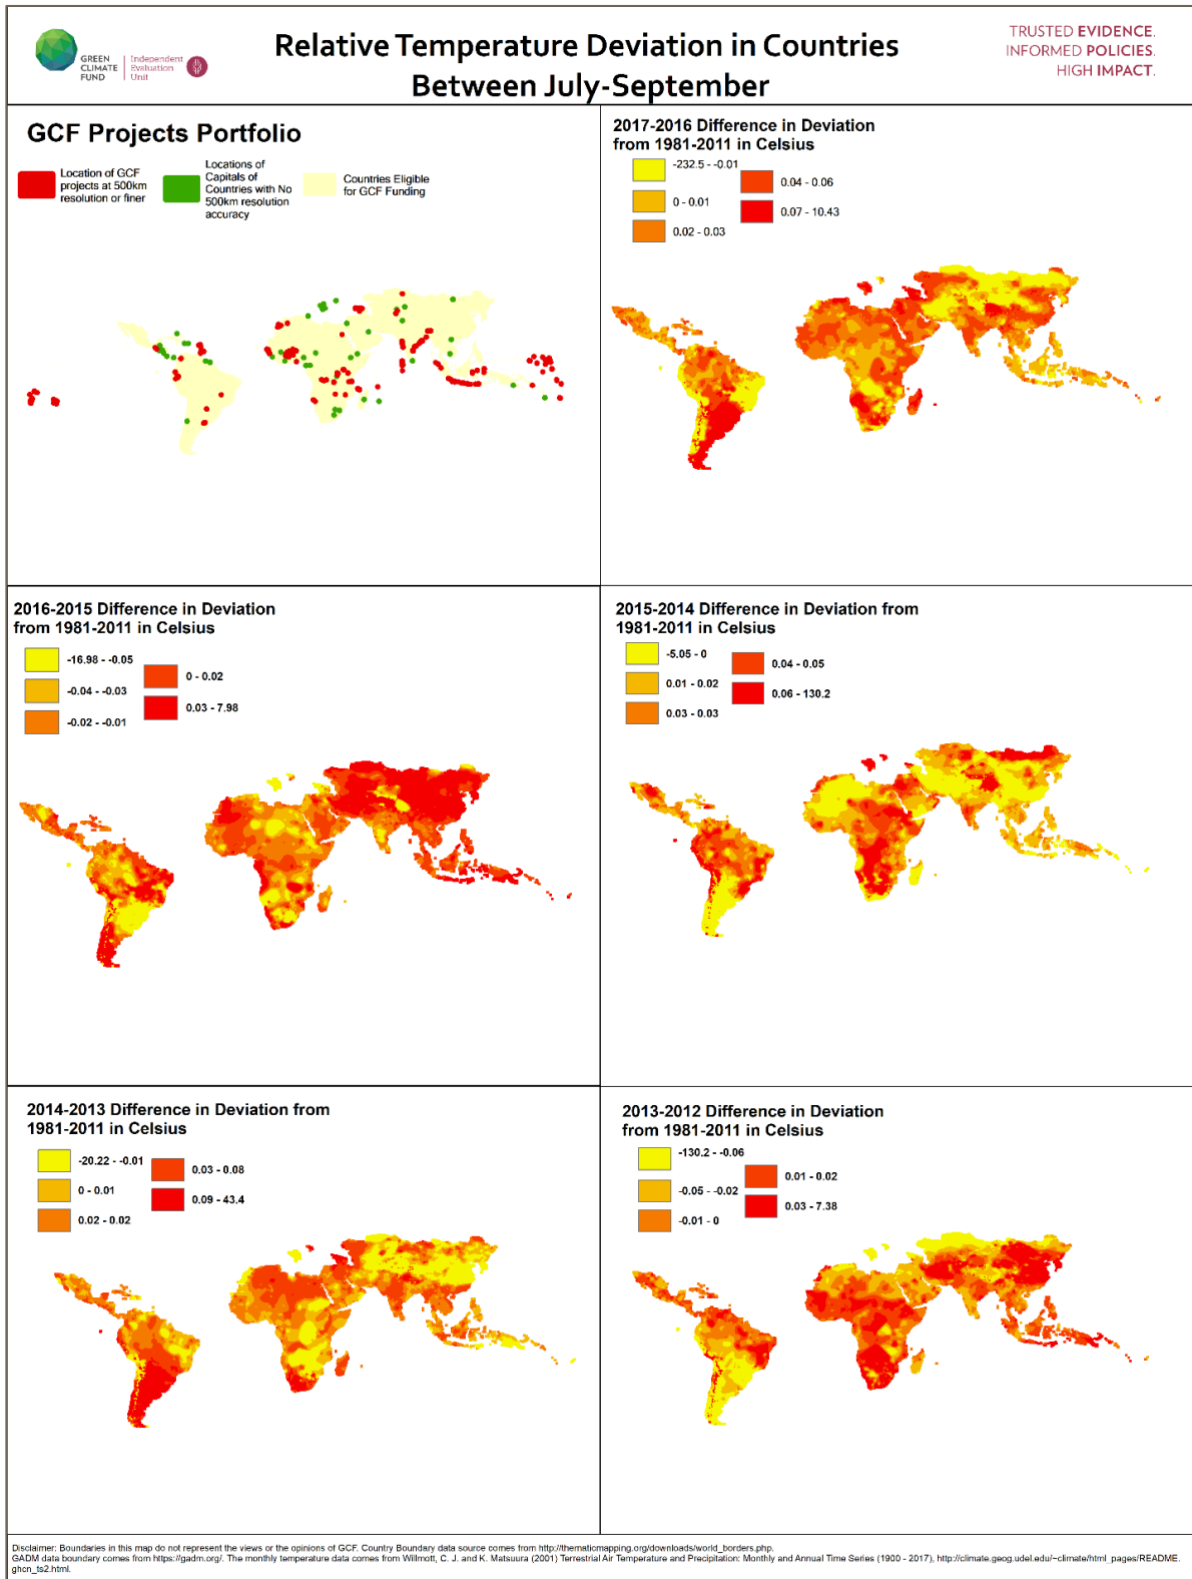 GREEN
CLIMATE
FUND
Independent
Evaluation
Unit
Relative Temperature Deviation in Countries
Between July-September
TRUSTED EVIDENCE.
INFORMED POLICIES.
HIGH IMPACT.
GCF Projects Portfolio
Location of GCF
projects at 500km
resolution or finer
Locations of
Capitals of
Countries with No
500km resolution
accuracy
Countries Eligible
for GCF Funding
2017-2016 Difference in Deviation
from 1981-2011 in Celsius
-232.5 - -0.01
0 - 0.01
0.02 - 0.03
0.04 - 0.06
0.07 - 10.43
2016-2015 Difference in Deviation
from 1981-2011 in Celsius
-16.98 - -0.05
-0.04 - -0.03
-0.02 - -0.01
0 - 0.02
0.03 - 7.98
2015-2014 Difference in Deviation from
1981-2011 in Celsius
-5.05 - 0
0.01 - 0.02
0.03 - 0.03
0.04 - 0.05
0.06 - 130.2
2014-2013 Difference in Deviation from
1981-2011 in Celsius
-20.22 - -0.01
0 - 0.01
0.02 - 0.02
0.03 - 0.08
0.09 - 43.4
2013-2012 Difference in Deviation
from 1981-2011 in Celsius
-130.2 - -0.06
-0.05 - -0.02
-0.01 - 0
0.01 - 0.02
0.03 - 7.38
Disclaimer: Boundaries in this map do not represent the views or the opinions of GCF. Country Boundary data source comes from http://thematicmapping.org/downloads/world_borders.php.
GADM data boundary comes from https://gadm.org/. The monthly temperature data comes from Willmott, C. J. and K. Matsuura (2001) Terrestrial Air Temperature and Precipitation: Monthly and Annual Time Series (1900 - 2017), http://climate.geog.udel.edu/~climate/html_pages/README.
ghcn_ts2.html.